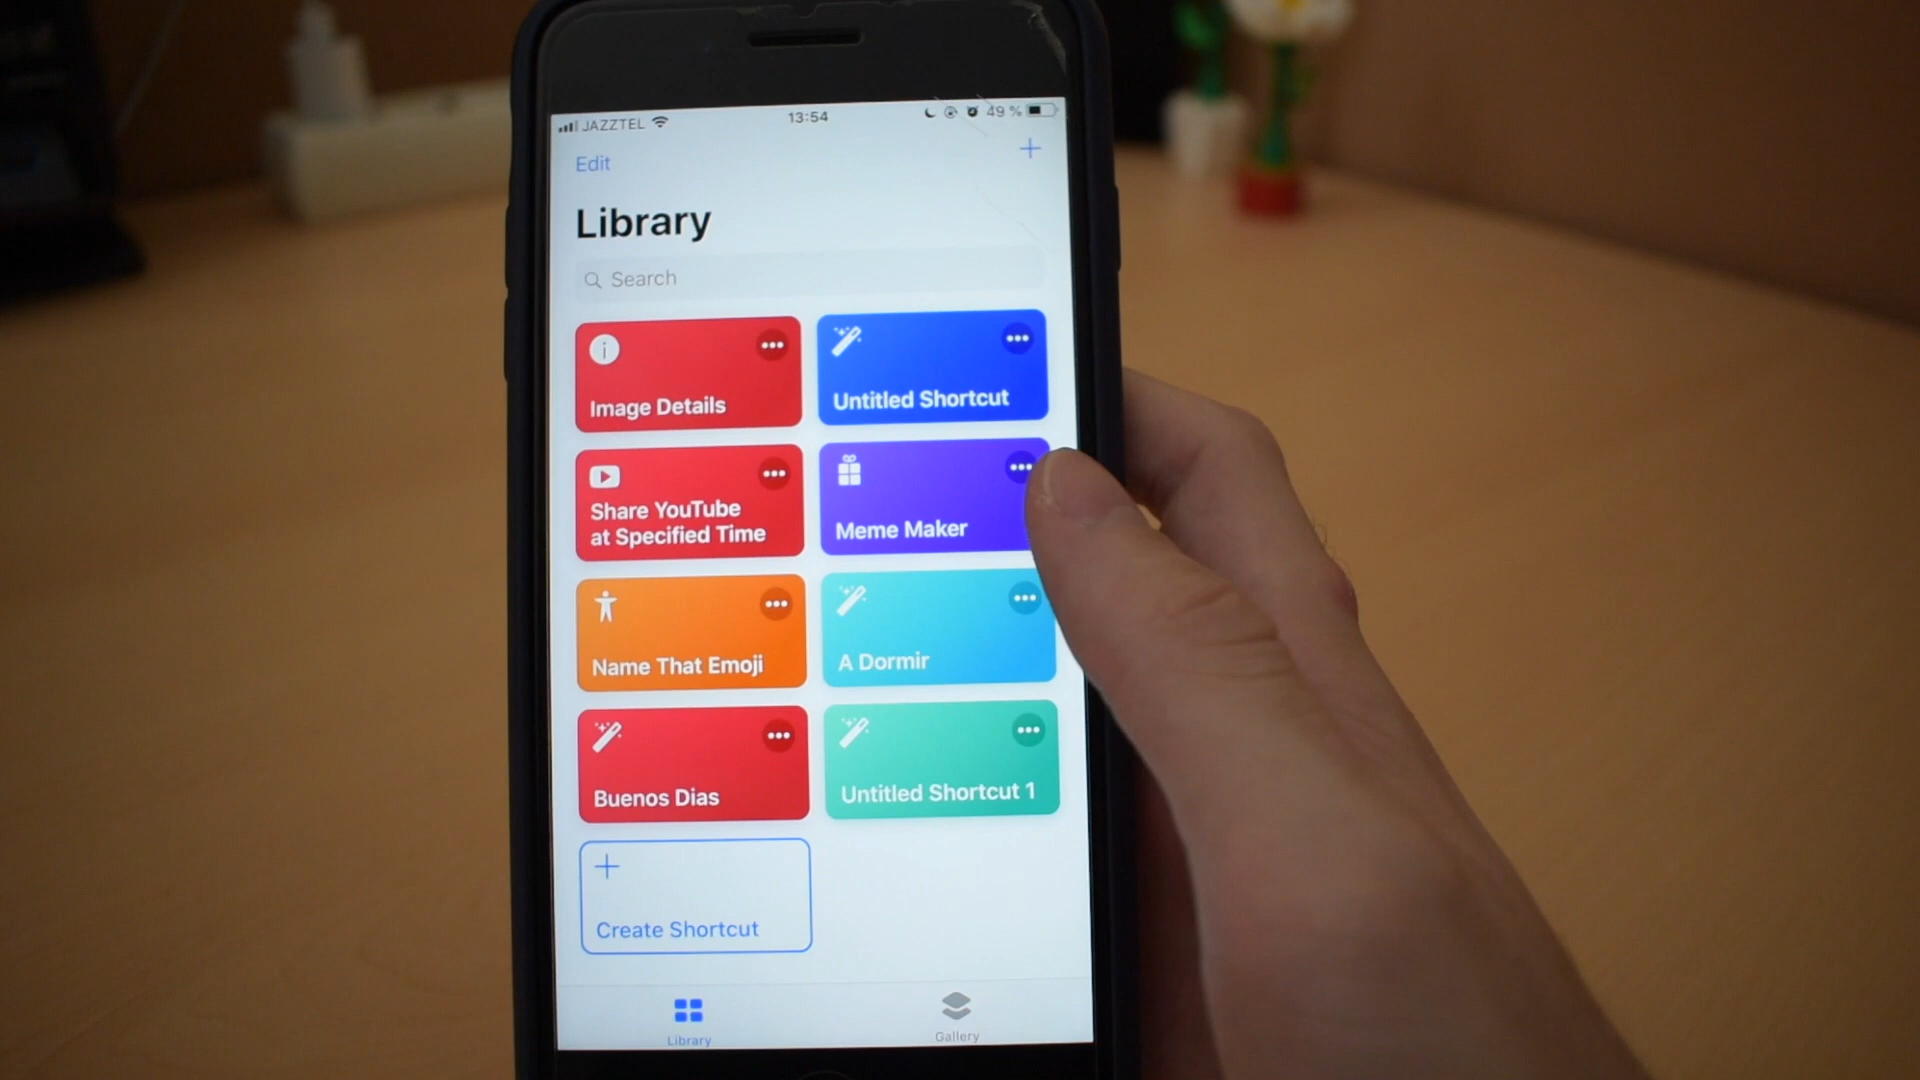 JAZZTEL 13:54 49 %
Edit
Library
Search
Image Details
Untitled Shortcut
Share YouTube
at Specified Time
Meme Maker
Name That Emoji
A Dormir
Buenos Dias
Untitled Shortcut 1
Create Shortcut
Library
Gallery